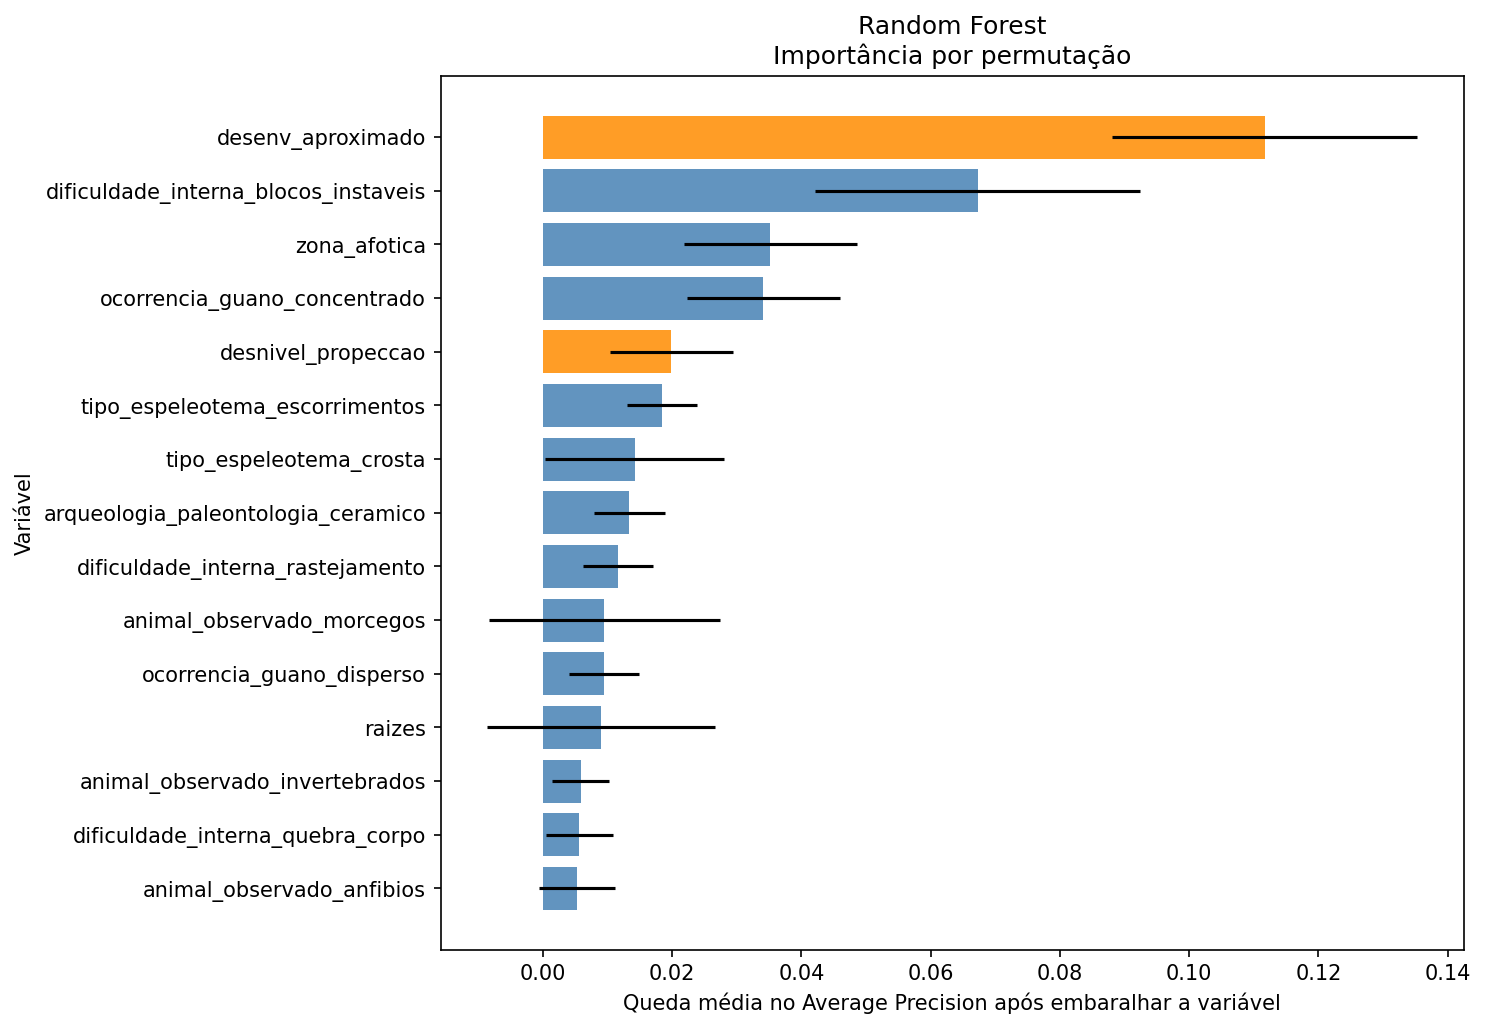 Random Forest
Importância por permutação
desenv_aproximado
dificuldade_interna_blocos_instaveis
zona_afotica
ocorrencia_guano_concentrado
desnivel_propeccao
tipo_espeleotema_escorrimentos
tipo_espeleotema_crosta
arqueologia_paleontologia_ceramico
dificuldade_interna_rastejamento
animal_observado_morcegos
ocorrencia_guano_disperso
raizes
animal_observado_invertebrados
dificuldade_interna_quebra_corpo
animal_observado_anfibios
Variável
0.00 0.02 0.04 0.06 0.08 0.10 0.12 0.14
Queda média no Average Precision após embaralhar a variável